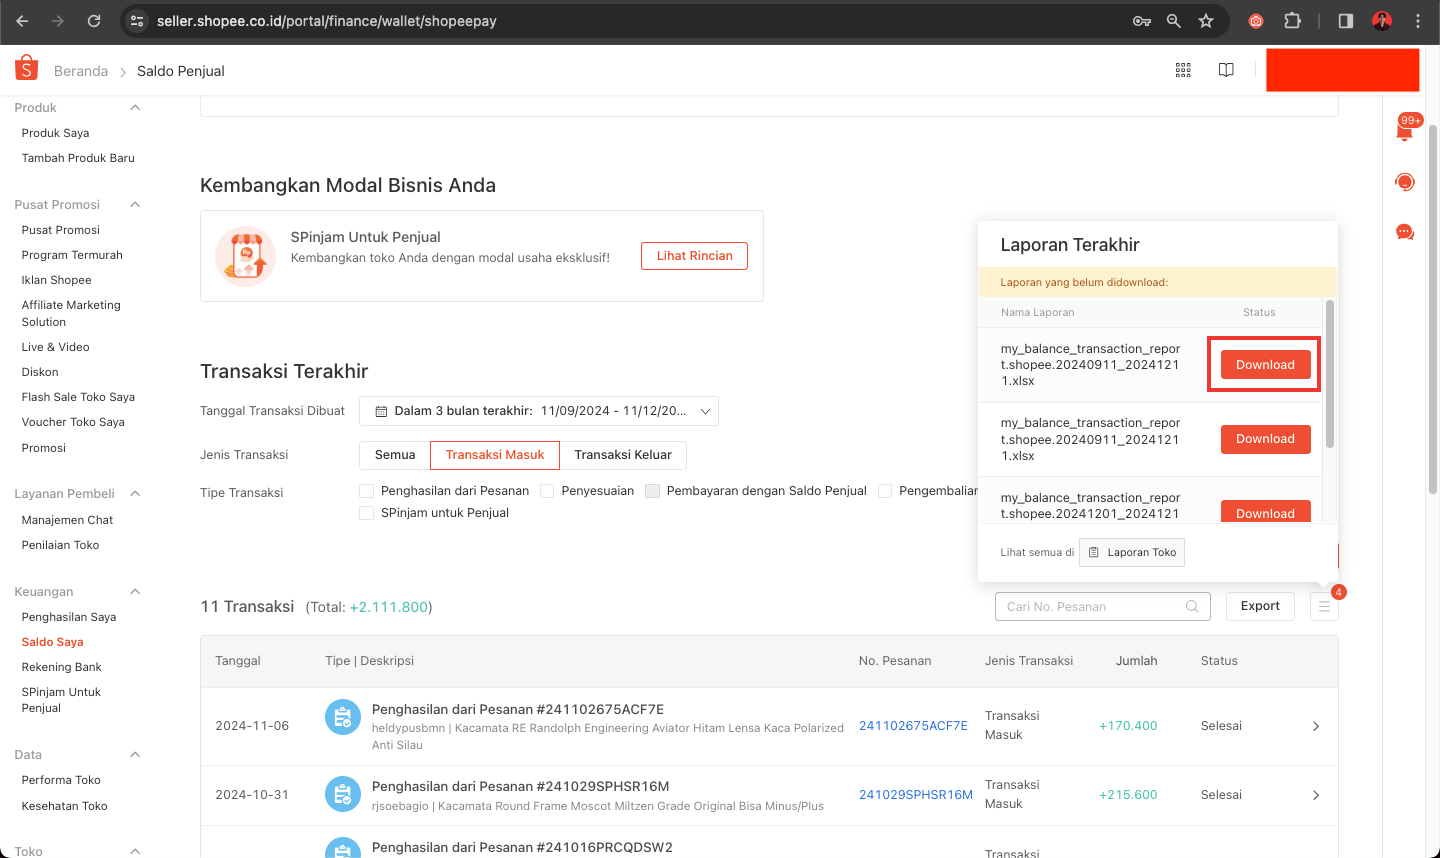 seller.shopee.co.id/portal/finance/wallet/shopeepay
Beranda > Saldo Penjual
99+
Produk
Produk Saya
Tambah Produk Baru
Pusat Promosi
Pusat Promosi
Program Termurah
Iklan Shopee
Affiliate Marketing
Solution
Live & Video
Diskon
Flash Sale Toko Saya
Voucher Toko Saya
Promosi
Layanan Pembeli
Manajemen Chat
Penilaian Toko
Keuangan
Penghasilan Saya
Saldo Saya
Rekening Bank
SPinjam Untuk
Penjual
Data
Performa Toko
Kesehatan Toko
Toko
Kembangkan Modal Bisnis Anda
SPinjam Untuk Penjual
Kembangkan toko Anda dengan modal usaha eksklusif!
Lihat Rincian
Transaksi Terakhir
Tanggal Transaksi Dibuat
Dalam 3 bulan terakhir: 11/09/2024 - 11/12/20...
Jenis Transaksi
Semua
Transaksi Masuk
Transaksi Keluar
Tipe Transaksi
Penghasilan dari Pesanan
Penyesuaian
Pembayaran dengan Saldo Penjual
Pengembalian
SPinjam untuk Penjual
Laporan Terakhir
Laporan yang belum didownload:
Nama Laporan Status
my_balance_transaction_repor
t.shopee.20240911_2024121
1.xlsx
Download
my_balance_transaction_repor
t.shopee.20240911_2024121
1.xlsx
Download
my_balance_transaction_repor
t.shopee.20241201_2024121
Download
Lihat semua di
Laporan Toko
11 Transaksi (Total: +2.111.800)
Cari No. Pesanan
Export
4
Tanggal Tipe | Deskripsi No. Pesanan Jenis Transaksi Jumlah Status
2024-11-06
Penghasilan dari Pesanan #241102675ACF7E
heldypusbmn | Kacamata RE Randolph Engineering Aviator Hitam Lensa Kaca Polarized
Anti Silau
241102675ACF7E
Transaksi
Masuk
+170.400
Selesai
2024-10-31
Penghasilan dari Pesanan #241029SPHSR16M
rjsoebagio | Kacamata Round Frame Moscot Miltzen Grade Original Bisa Minus/Plus
241029SPHSR16M
Transaksi
Masuk
+215.600
Selesai
Penghasilan dari Pesanan #241016PRCQDSW2
Transaksi